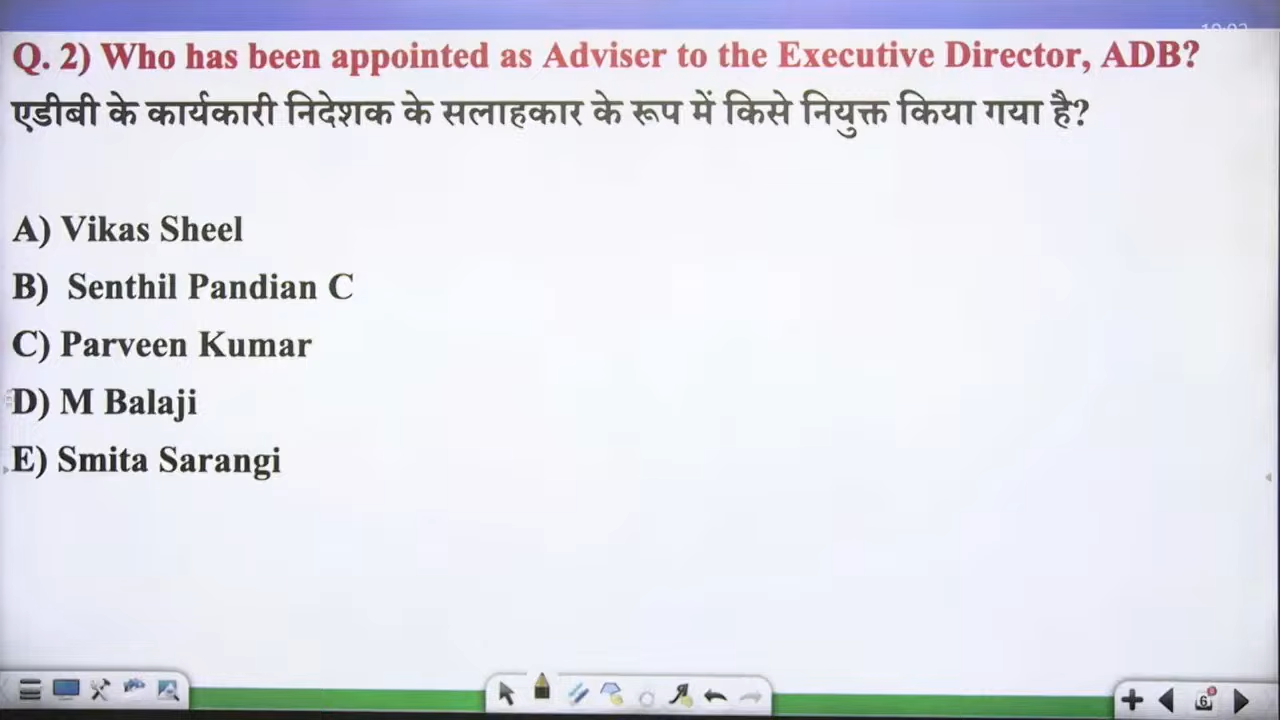 Q. 2) Who has been appointed as Adviser to the Executive Director, ADB?
एडीबी के कार्यकारी निदेशक के सलाहकार के रूप में किसे नियुक्त किया गया है?
A) Vikas Sheel
B) Senthil Pandian C
C) Parveen Kumar
D) M Balaji
E) Smita Sarangi
6